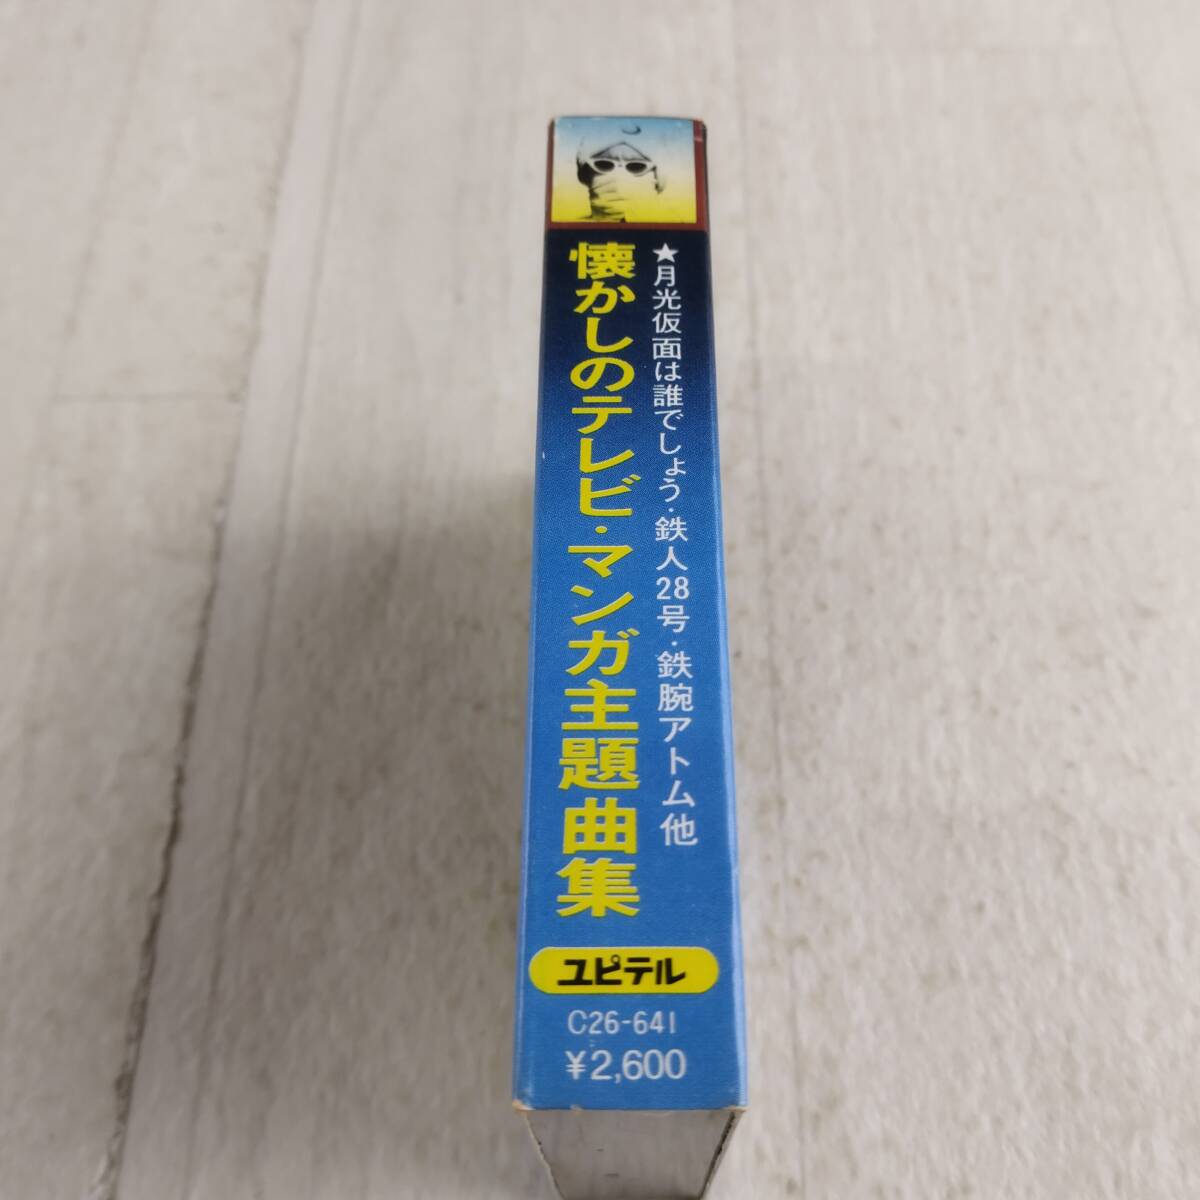 ★月光仮面は誰でしょう・鉄人28号・鉄腕アトム他
懐かしのテレビ・マンガ主題曲集
ユピテル
C26-641
¥2,600